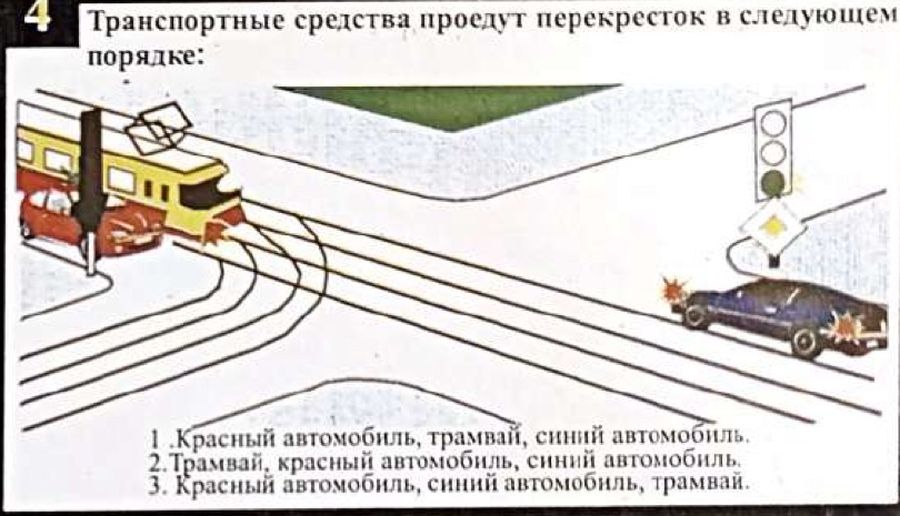 4
Транспортные средства проедут перекресток в следующем
порядке:
1 .Красный автомобиль, трамвай, синий автомобиль.
2.Трамвай, красный автомобиль, синий автомобиль.
3. Красный автомобиль, синий автомобиль, трамвай.